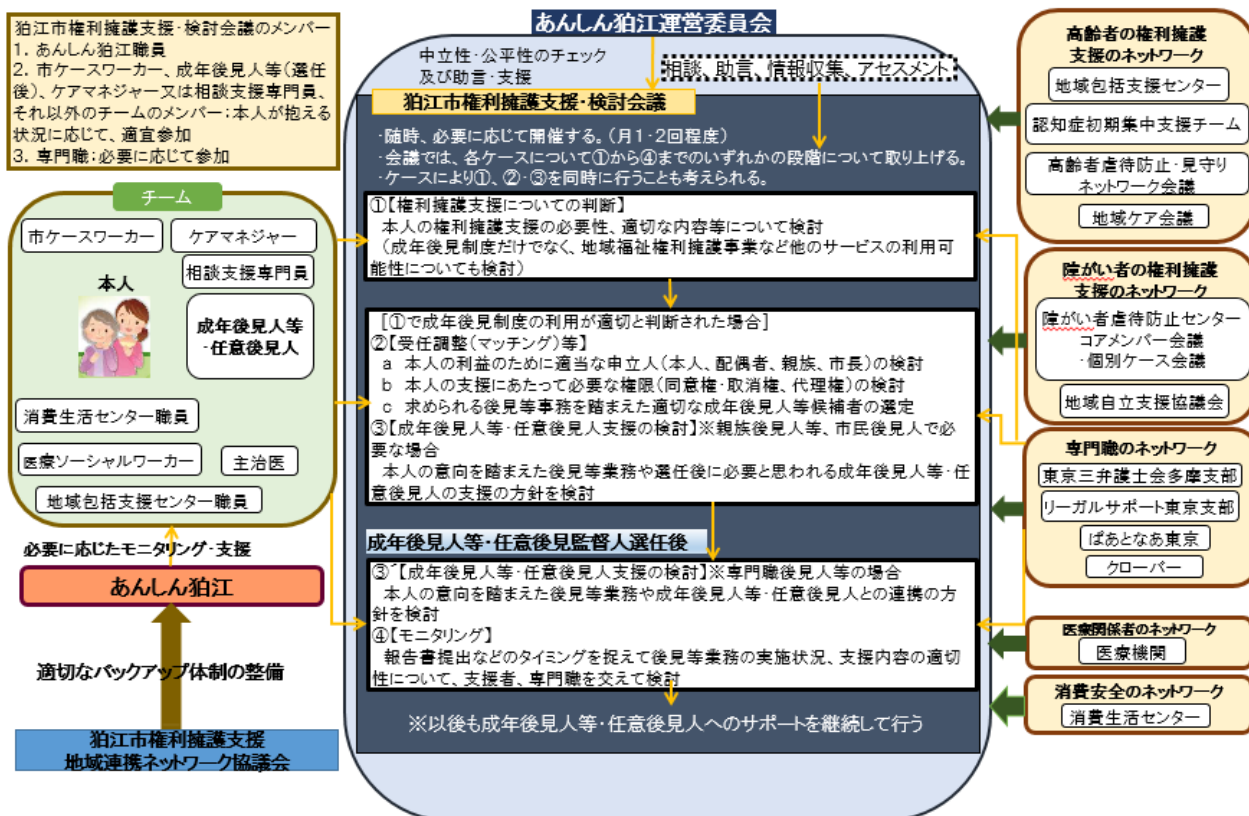 狛江市権利擁護支援・検討会議のメンバー
1. あんしん狛江職員
2. 市ケースワーカー、成年後見人等(選任
後)、ケアマネジャー又は相談支援専門員、
それ以外のチームのメンバー:本人が抱える
状況に応じて、適宜参加
3. 専門職:必要に応じて参加
チーム
市ケースワーカー
ケアマネジャー
相談支援専門員
本人
成年後見人等
・任意後見人
消費生活センター職員
医療ソーシャルワーカー
主治医
地域包括支援センター職員
必要に応じたモニタリング・支援
あんしん狛江
適切なバックアップ体制の整備
狛江市権利擁護支援
地域連携ネットワーク協議会
あんしん狛江運営委員会
中立性・公平性のチェック
及び助言・支援
相談、助言、情報収集、アセスメント
狛江市権利擁護支援・検討会議
・随時、必要に応じて開催する。(月1・2回程度)
・会議では、各ケースについて①から④までのいずれかの段階について取り上げる。
・ケースにより①、②・③を同時に行うことも考えられる。
①【権利擁護支援についての判断】
本人の権利擁護支援の必要性、適切な内容等について検討
(成年後見制度だけでなく、地域福祉権利擁護事業など他のサービスの利用可
能性についても検討)
[①で成年後見制度の利用が適切と判断された場合]
②【受任調整(マッチング)等】
a 本人の利益のために適当な申立人(本人、配偶者、親族、市長)の検討
b 本人の支援にあたって必要な権限(同意権・取消権、代理権)の検討
c 求められる後見等事務を踏まえた適切な成年後見人等候補者の選定
③【成年後見人等・任意後見人支援の検討】※親族後見人等、市民後見人で必
要な場合
本人の意向を踏まえた後見等業務や選任後に必要と思われる成年後見人等・任
意後見人の支援の方針を検討
成年後見人等・任意後見監督人選任後
③´【成年後見人等・任意後見人支援の検討】※専門職後見人等の場合
本人の意向を踏まえた後見等業務や成年後見人等・任意後見人との連携の方
針を検討
④【モニタリング】
報告書提出などのタイミングを捉えて後見等業務の実施状況、支援内容の適切
性について、支援者、専門職を交えて検討
※以後も成年後見人等・任意後見人へのサポートを継続して行う
高齢者の権利擁護
支援のネットワーク
地域包括支援センター
認知症初期集中支援チーム
高齢者虐待防止・見守り
ネットワーク会議
地域ケア会議
障がい者の権利擁護
支援のネットワーク
障がい者虐待防止センター
コアメンバー会議
・個別ケース会議
地域自立支援協議会
専門職のネットワーク
東京三弁護士会多摩支部
リーガルサポート東京支部
ぱあとなあ東京
クローバー
医療関係者のネットワーク
医療機関
消費安全のネットワーク
消費生活センター